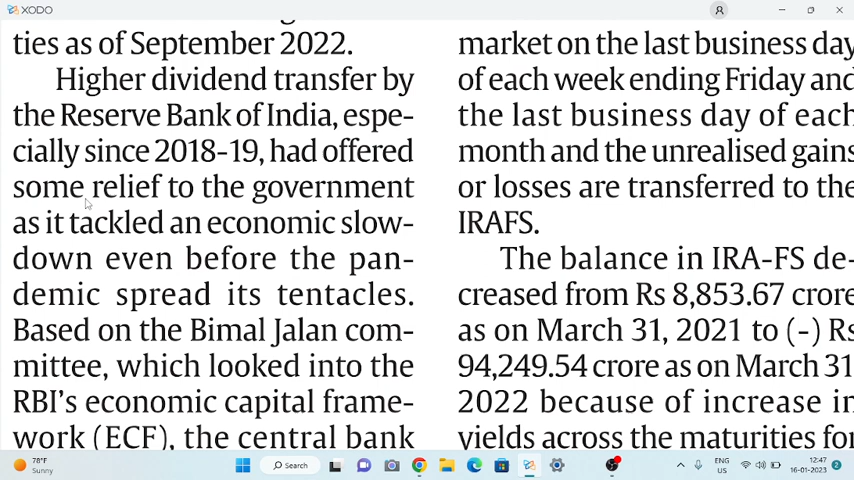 XODO
ties as of September 2022.
Higher dividend transfer by
the Reserve Bank of India, espe-
cially since 2018-19, had offered
some relief to the government
as it tackled an economic slow-
down even before the pan-
demic spread its tentacles.
Based on the Bimal Jalan com-
mittee, which looked into the
RBI's economic capital frame-
work (ECF), the central bank
market on the last business day
of each week ending Friday and
the last business day of each
month and the unrealised gains
or losses are transferred to the
IRAFS.
The balance in IRA-FS de-
creased from Rs 8,853.67 crore
as on March 31, 2021 to (-) Rs
94,249.54 crore as on March 31
2022 because of increase in
yields across the maturities for
78°F
Sunny
Search
ENG
US
12:47
16-01-2023
2